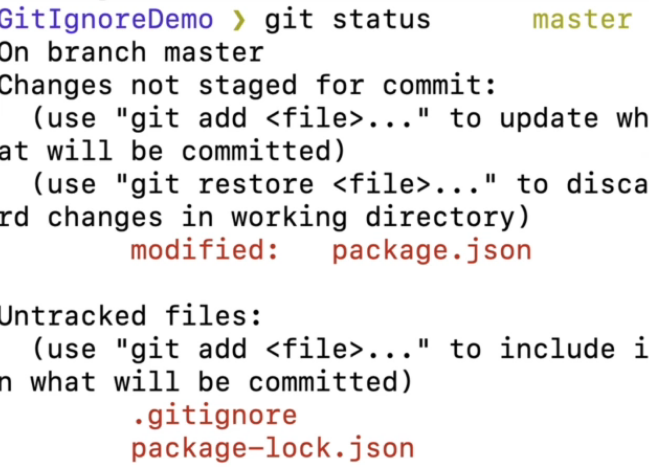 GitIgnoreDemo ❯ git status master
On branch master
Changes not staged for commit:
(use "git add <file>..." to update wh
at will be committed)
(use "git restore <file>..." to disca
rd changes in working directory)
modified: package.json
Untracked files:
(use "git add <file>..." to include i
n what will be committed)
.gitignore
package-lock.json